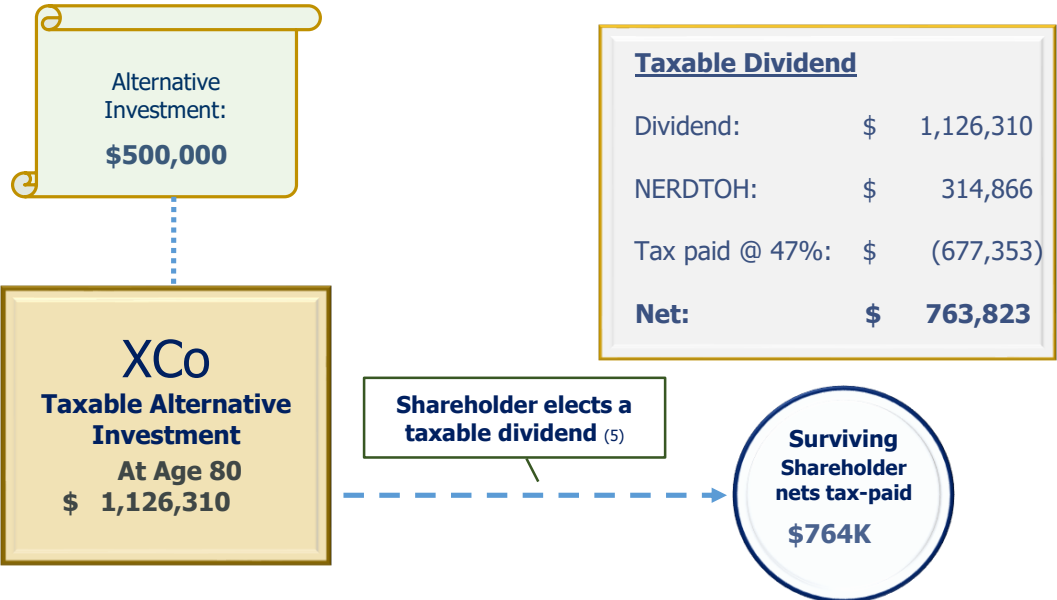 Alternative
Investment:
$500,000
Taxable Dividend
Dividend: $ 1,126,310
NERDTOH: $ 314,866
Tax paid @ 47%: $ (677,353)
Net: $ 763,823
XCo
Taxable Alternative
Investment
At Age 80
$ 1,126,310
Shareholder elects a
taxable dividend (5)
Surviving
Shareholder
nets tax-paid
$764K